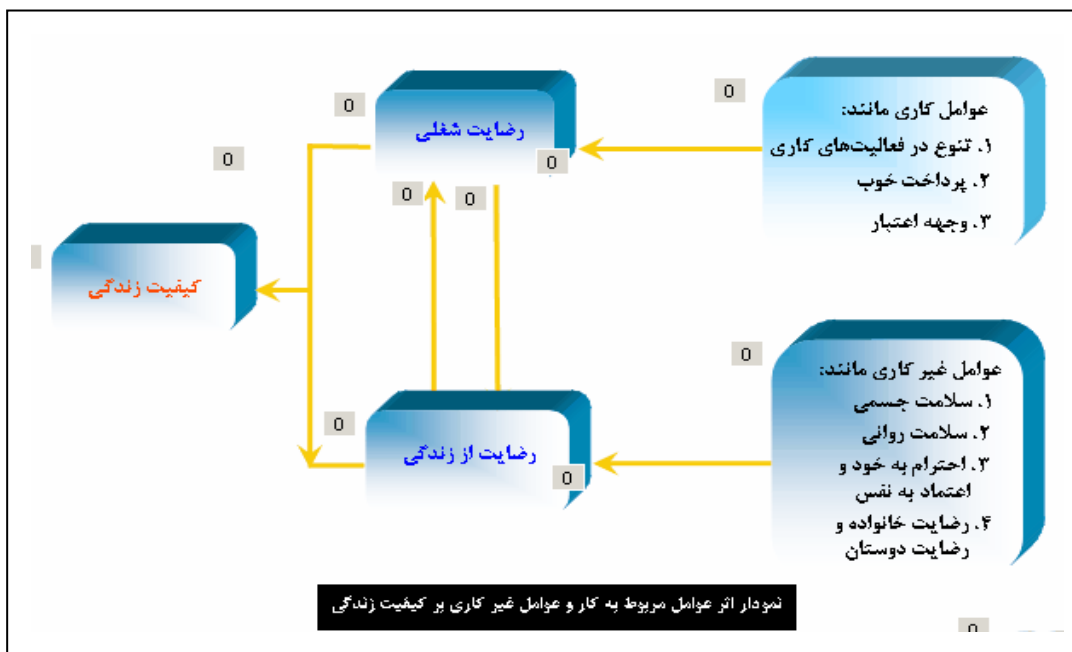 0
0
عوامل کاری مانند:
۱. تنوع در فعالیت‌های کاری
۲. پرداخت خوب
۳. وجهه اعتبار
رضایت شغلی
0
0
0
0
0
کیفیت زندگی
0
عوامل غیر کاری مانند:
۱. سلامت جسمی
۲. سلامت روانی
۳. احترام به خود و
اعتماد به نفس
۴. رضایت خانواده و
رضایت دوستان
0
رضایت از زندگی
0
نمودار اثر عوامل مربوط به کار و عوامل غیر کاری بر کیفیت زندگی
0